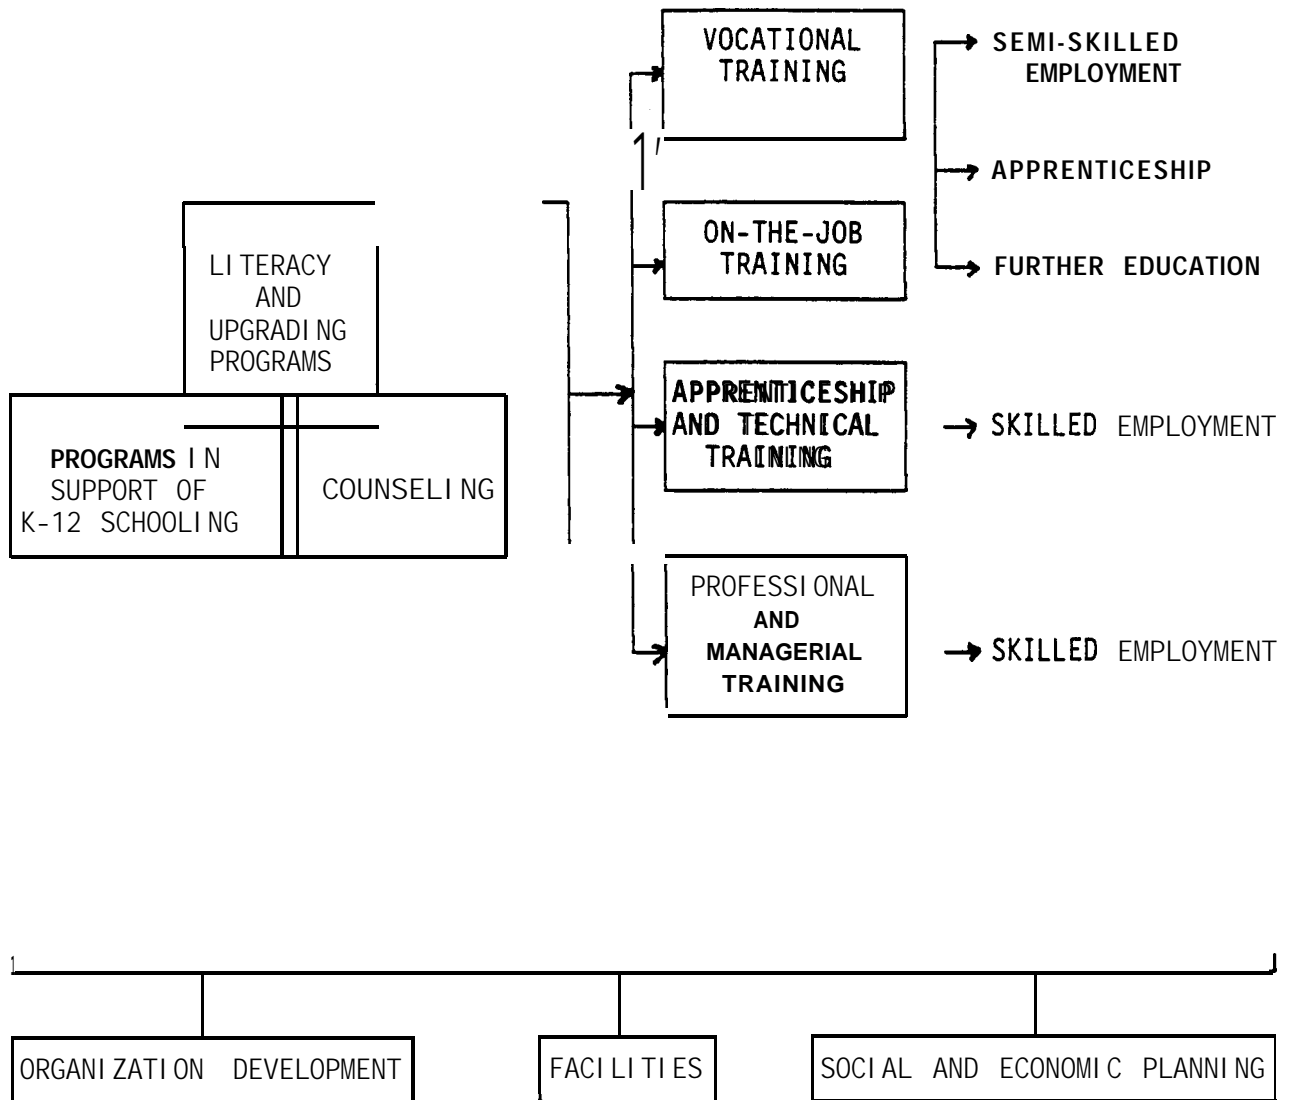 VOCATIONAL
TRAINING
SEMI-SKILLED
EMPLOYMENT
APPRENTICESHIP
ON-THE-JOB
TRAINING
FURTHER EDUCATION
LITERACY
AND
UPGRADING
PROGRAMS
APPRENTICESHIP
AND TECHNICAL
TRAINING
SKILLED EMPLOYMENT
PROGRAMS IN
SUPPORT OF
K-12 SCHOOLING
COUNSELING
PROFESSIONAL
AND
MANAGERIAL
TRAINING
SKILLED EMPLOYMENT
ORGANIZATION DEVELOPMENT
FACILITIES
SOCIAL AND ECONOMIC PLANNING